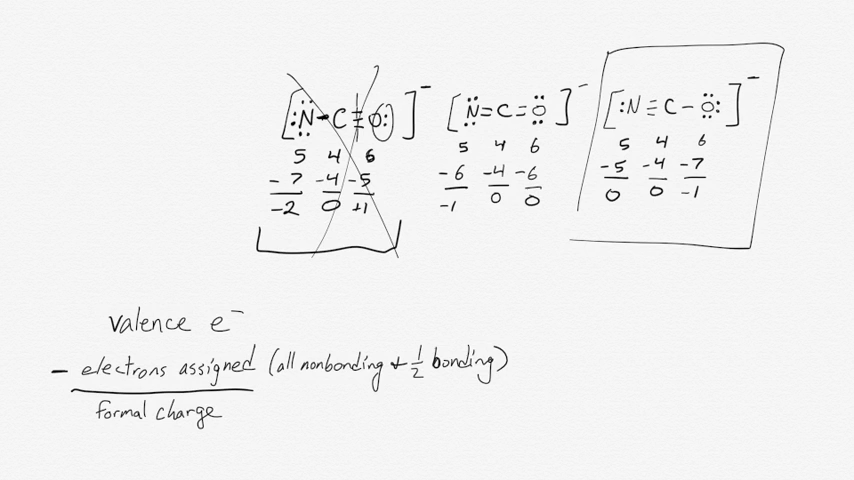 [:N̈-C≡O:]⁻ [N̈=C=Ö]⁻ [:N≡C-Ö:]⁻
5 4 6 5 4 6 5 4 6
-7 -4 -5 -6 -4 -6 -5 -4 -7
-2 0 +1 -1 0 0 0 0 -1
valence e⁻
- electrons assigned (all nonbonding + 1/2 bonding)
formal charge